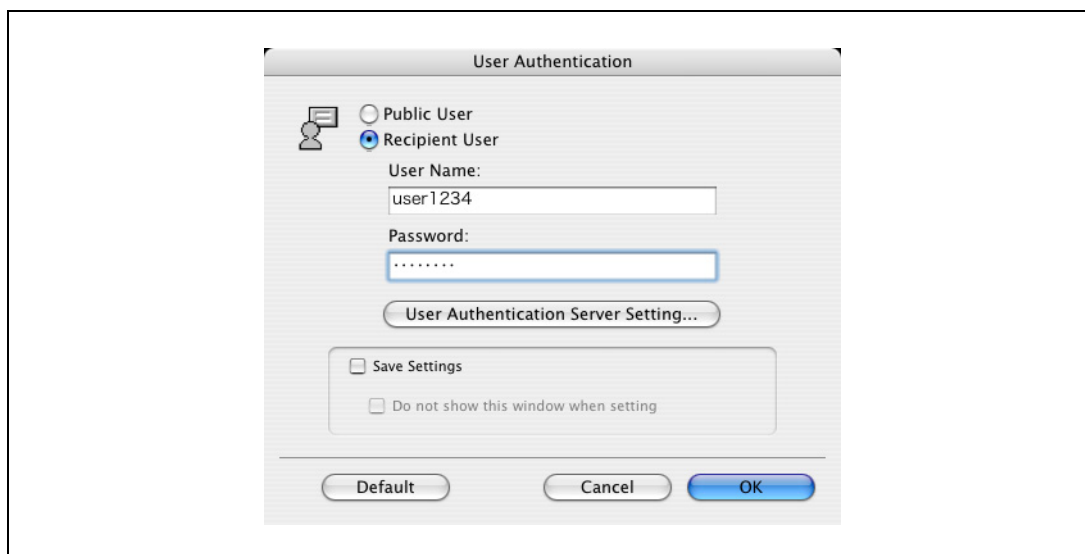 User Authentication
Public User
Recipient User
User Name:
user1234
Password:
········
User Authentication Server Setting...
Save Settings
Do not show this window when setting
Default Cancel OK